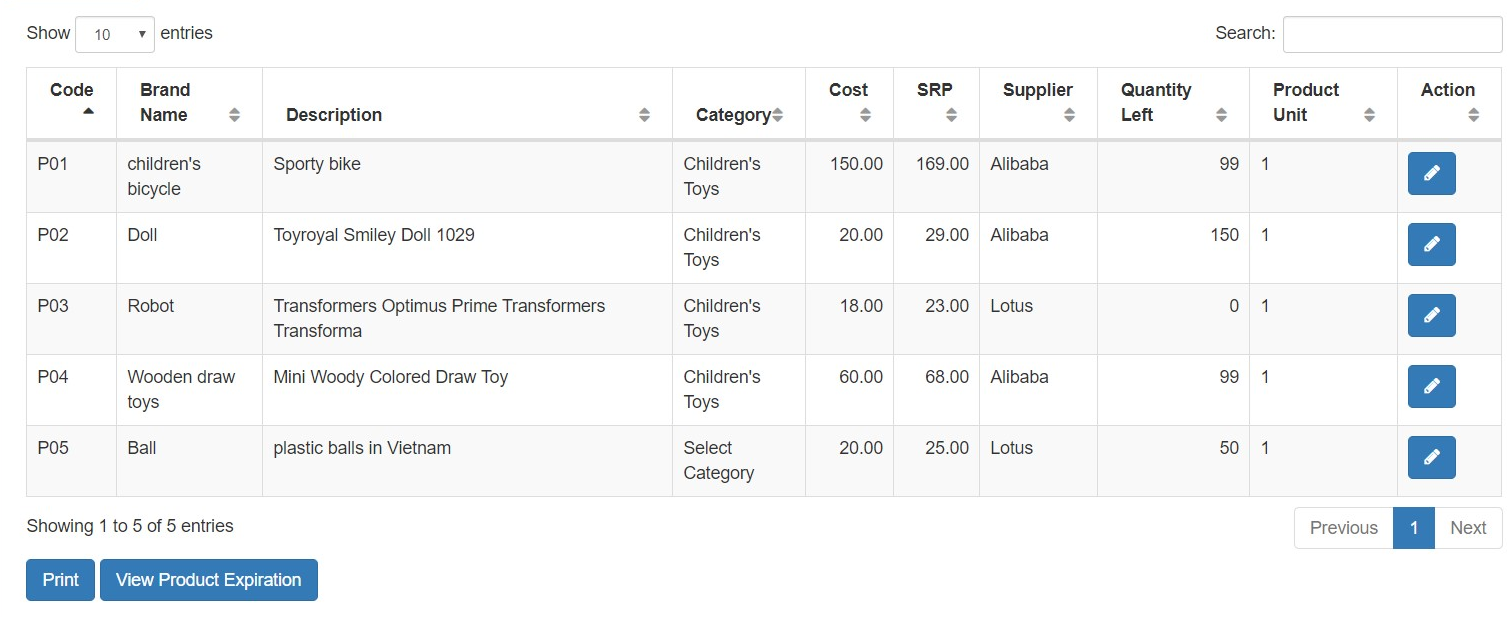 Show 10 entries Search:
Code Brand Name Description Category Cost SRP Supplier Quantity Left Product Unit Action
P01 children's bicycle Sporty bike Children's Toys 150.00 169.00 Alibaba 99 1
P02 Doll Toyroyal Smiley Doll 1029 Children's Toys 20.00 29.00 Alibaba 150 1
P03 Robot Transformers Optimus Prime Transformers Transforma Children's Toys 18.00 23.00 Lotus 0 1
P04 Wooden draw toys Mini Woody Colored Draw Toy Children's Toys 60.00 68.00 Alibaba 99 1
P05 Ball plastic balls in Vietnam Select Category 20.00 25.00 Lotus 50 1
Showing 1 to 5 of 5 entries Previous 1 Next
Print View Product Expiration